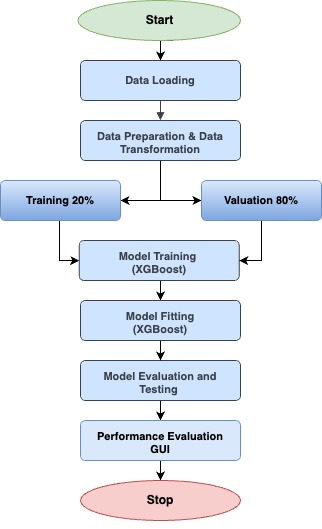 Start
Data Loading
Data Preparation & Data
Transformation
Training 20%
Valuation 80%
Model Training
(XGBoost)
Model Fitting
(XGBoost)
Model Evaluation and
Testing
Performance Evaluation
GUI
Stop